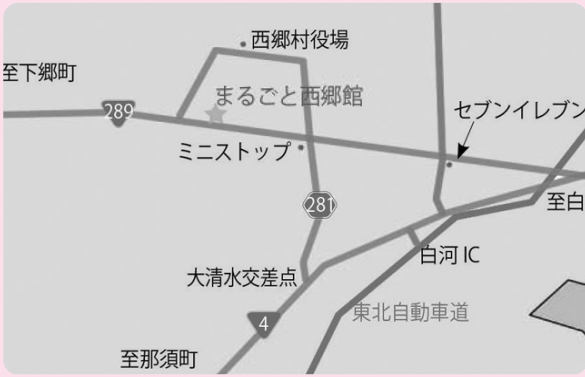 西郷村役場
至下郷町
まるごと西郷館
289
セブンイレブン
ミニストップ
281
至白
白河 IC
大清水交差点
4
東北自動車道
至那須町